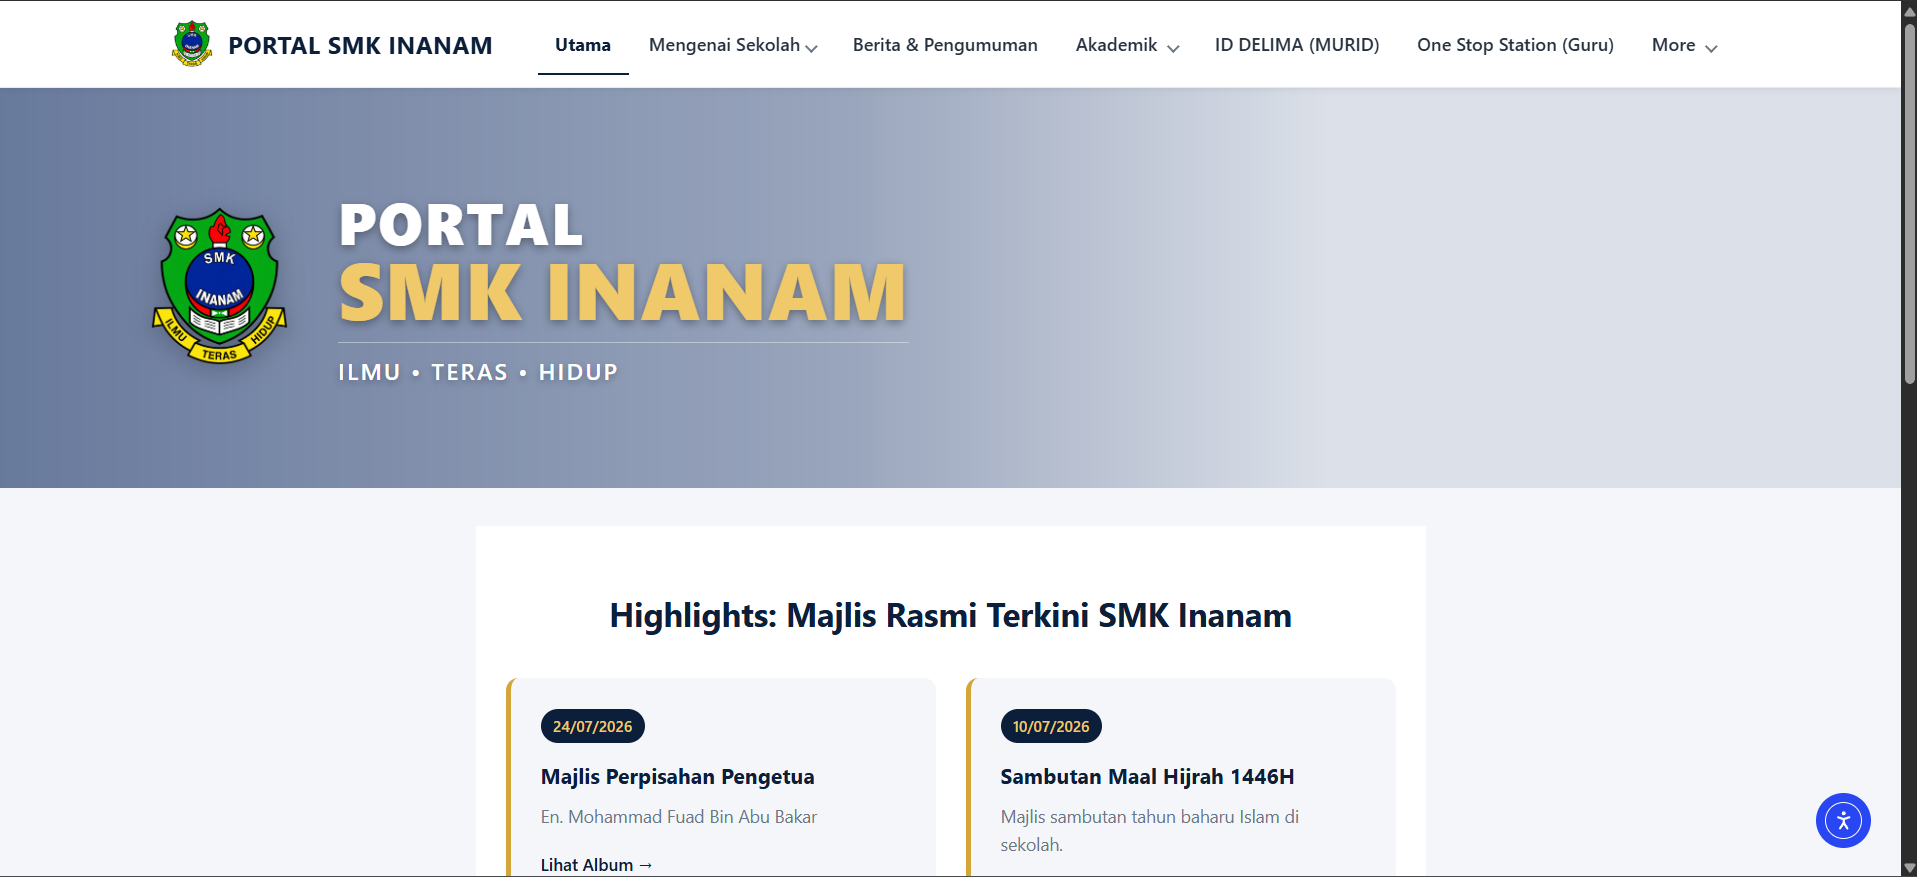 PORTAL SMK INANAM
Utama
Mengenai Sekolah
Berita & Pengumuman
Akademik
ID DELIMA (MURID)
One Stop Station (Guru)
More
SMK
INANAM
ILMU
TERAS
HIDUP
PORTAL
SMK INANAM
ILMU • TERAS • HIDUP
Highlights: Majlis Rasmi Terkini SMK Inanam
24/07/2026
Majlis Perpisahan Pengetua
En. Mohammad Fuad Bin Abu Bakar
Lihat Album →
10/07/2026
Sambutan Maal Hijrah 1446H
Majlis sambutan tahun baharu Islam di
sekolah.